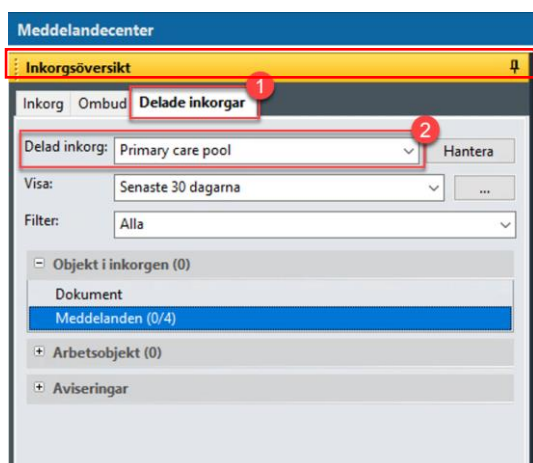 Meddelandecenter
Inkorgsöversikt
1
Inkorg Ombud Delade inkorgar
2
Delad inkorg: Primary care pool Hantera
Visa: Senaste 30 dagarna ...
Filter: Alla
Objekt i inkorgen (0)
Dokument
Meddelanden (0/4)
Arbetsobjekt (0)
Aviseringar